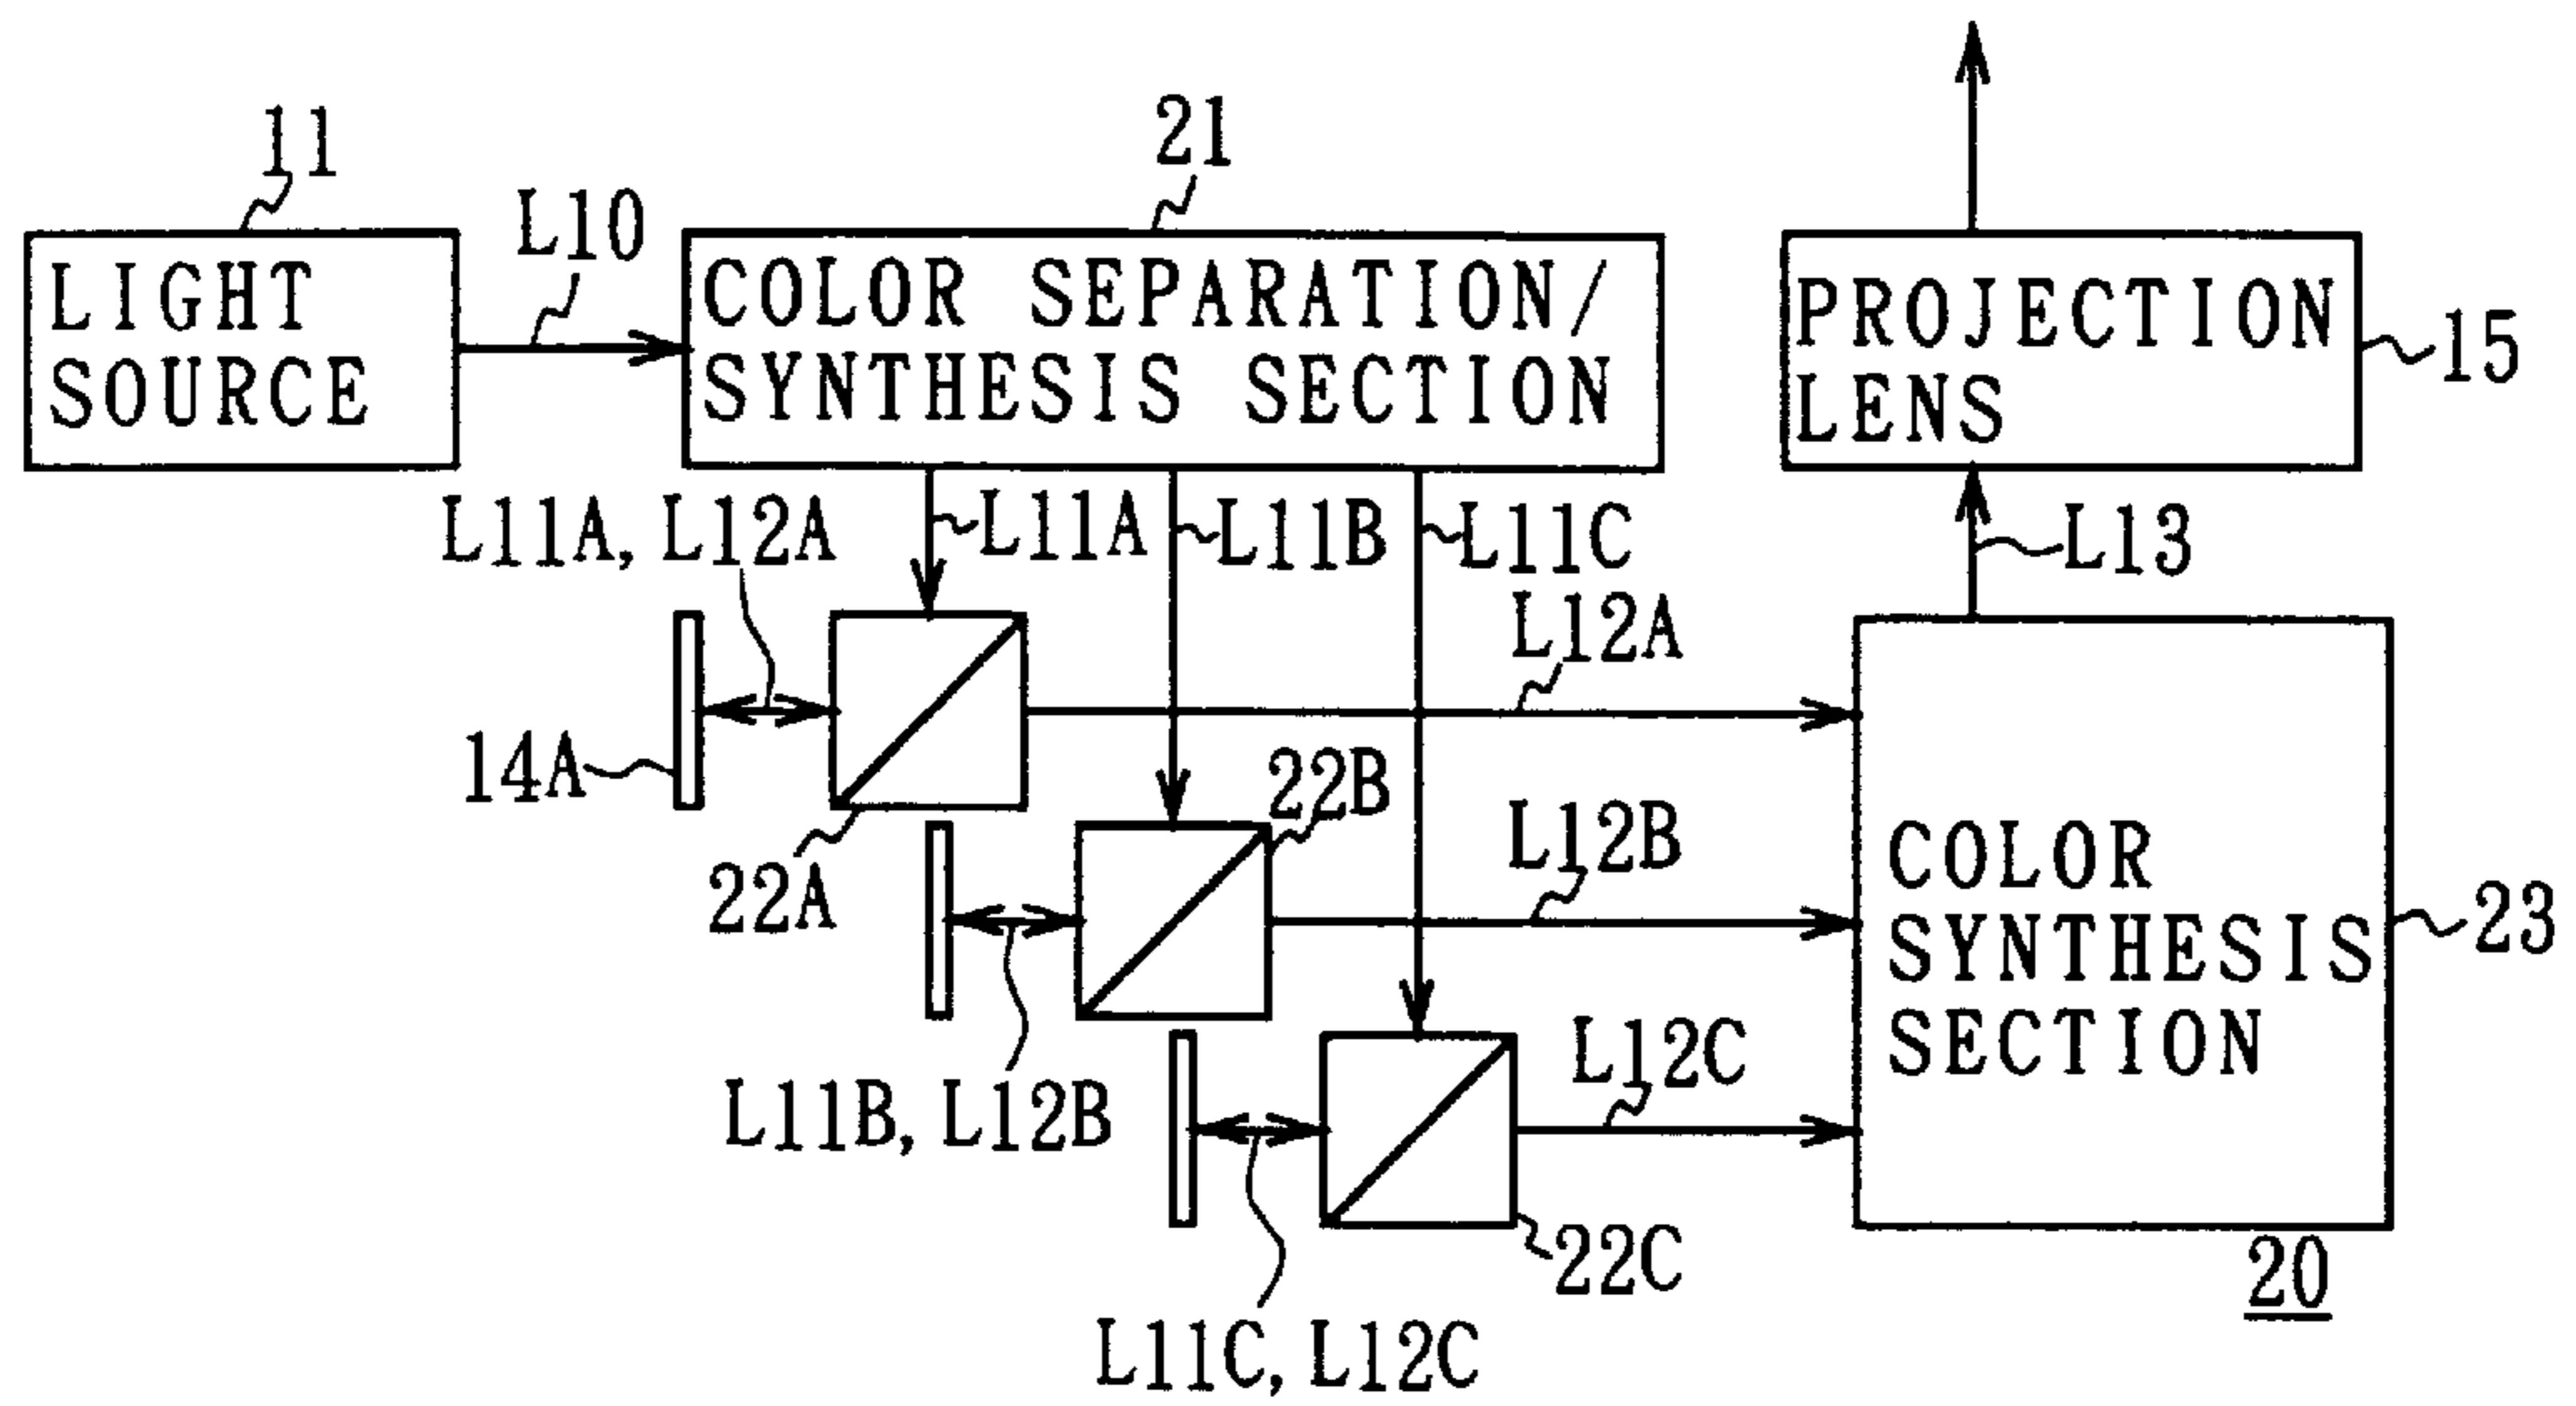 11
21
L10
LIGHT
SOURCE
COLOR SEPARATION/
SYNTHESIS SECTION
PROJECTION
LENS
15
L11A, L12A
L11A
L11B
L11C
L13
L12A
14A
22A
22B
L12B
COLOR
SYNTHESIS
SECTION
23
L11B, L12B
L12C
22C
20
L11C, L12C